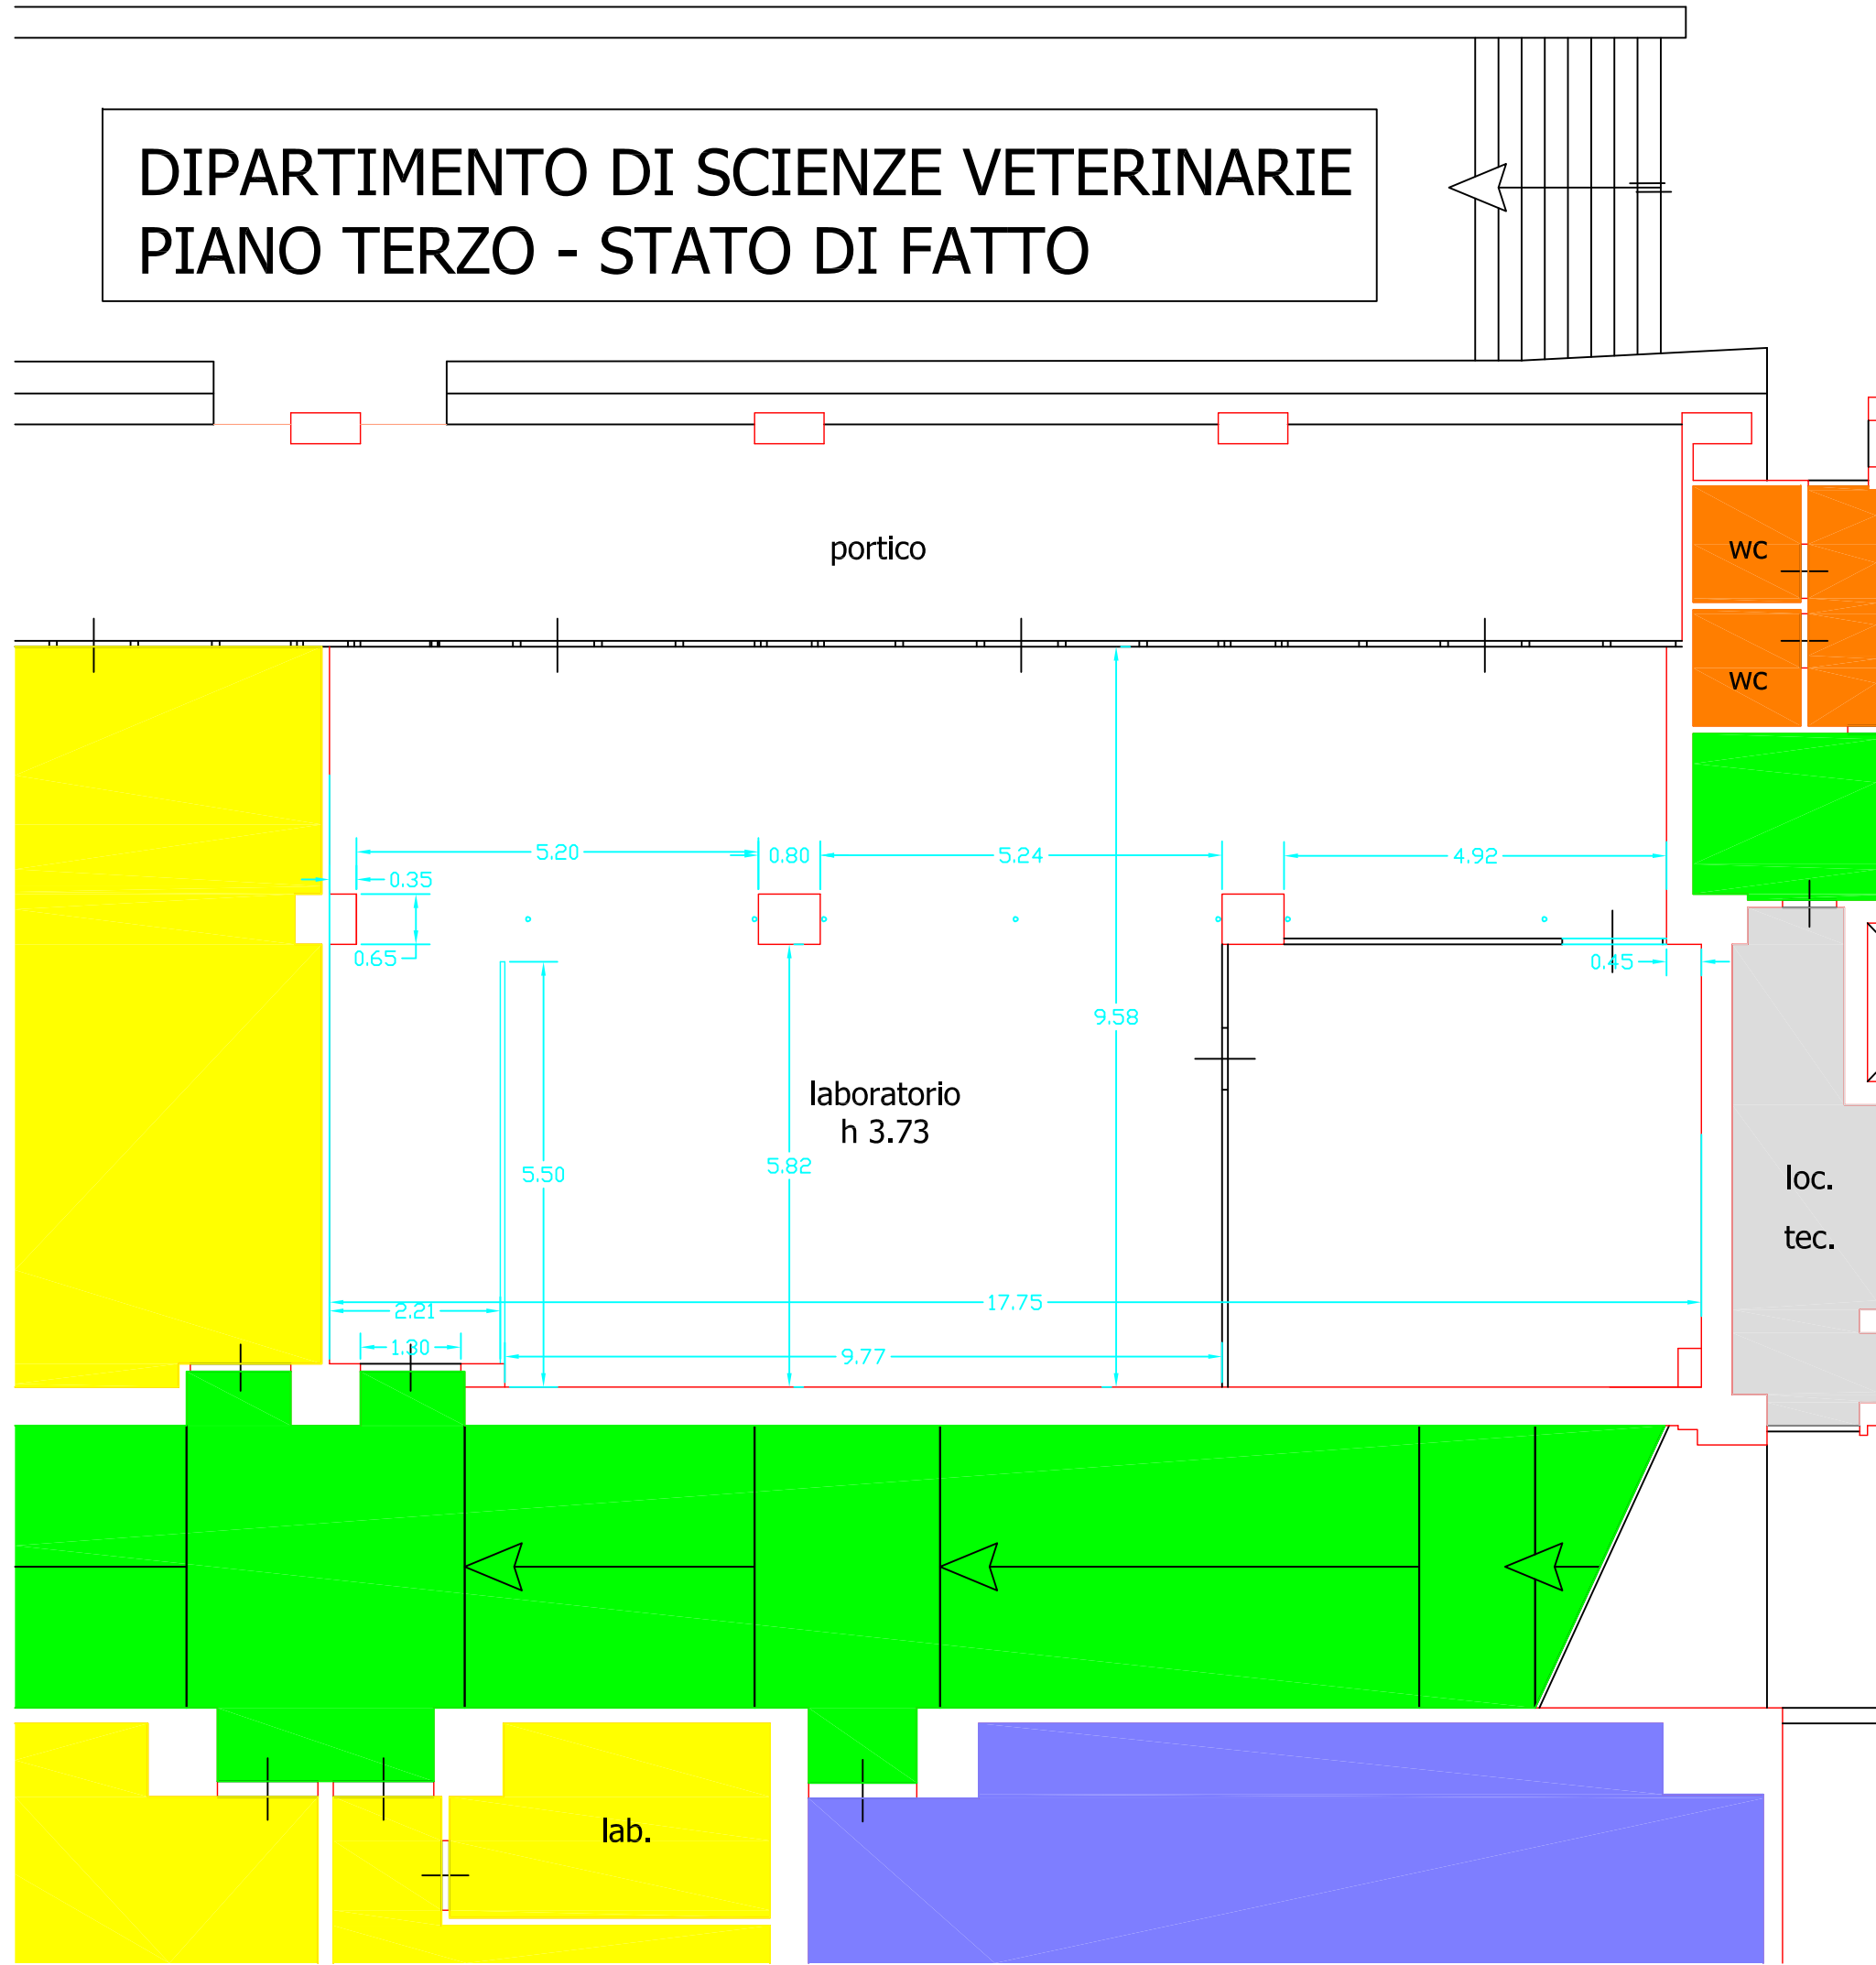 DIPARTIMENTO DI SCIENZE VETERINARIE
PIANO TERZO - STATO DI FATTO
portico
wc
wc
5.20
0.80
5.24
4.92
0.35
0.65
0.45
9.58
laboratorio
h 3.73
5.82
5.50
loc.
tec.
17.75
2.21
1.30
9.77
lab.